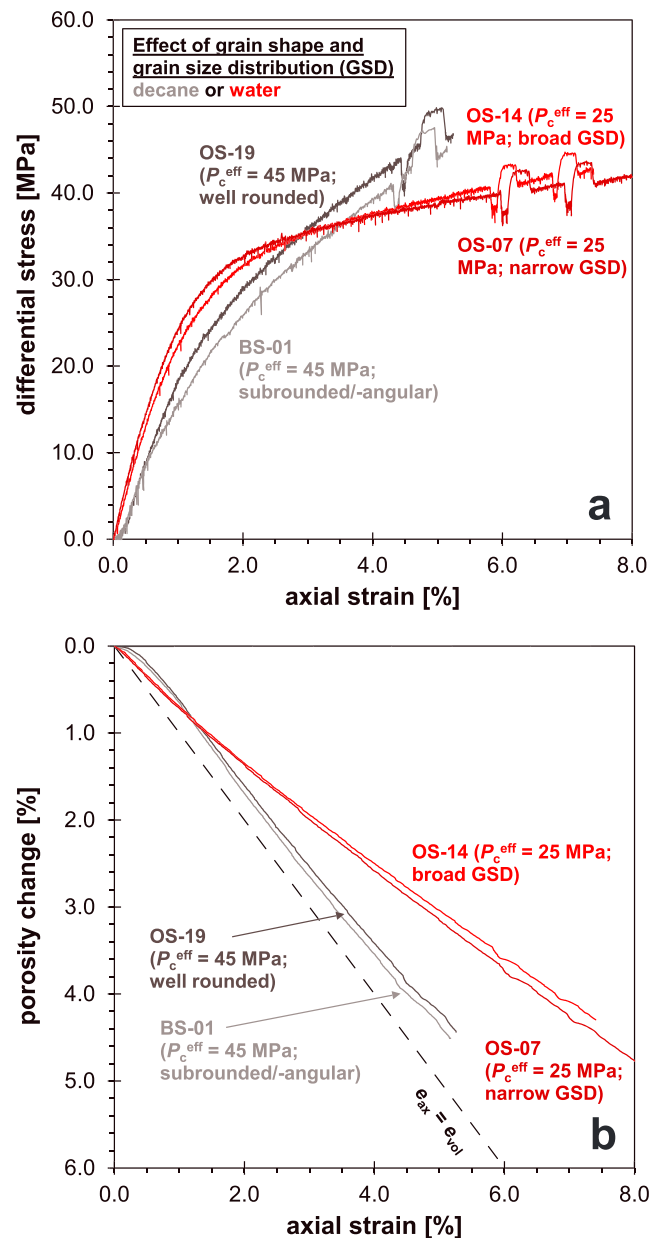 60.0
50.0
40.0
30.0
20.0
10.0
0.0
differential stress [MPa]
Effect of grain shape and
grain size distribution (GSD)
decane or water
OS-19
(Pceff = 45 MPa;
well rounded)
OS-14 (Pceff = 25
MPa; broad GSD)
OS-07 (Pceff = 25
MPa; narrow GSD)
BS-01
(Pceff = 45 MPa;
subrounded/-angular)
a
0.0 2.0 4.0 6.0 8.0
axial strain [%]
0.0
1.0
2.0
3.0
4.0
5.0
6.0
porosity change [%]
OS-14 (Pceff = 25 MPa;
broad GSD)
OS-19
(Pceff = 45 MPa;
well rounded)
BS-01
(Pceff = 45 MPa;
subrounded/-angular)
OS-07
(Pceff = 25 MPa;
narrow GSD)
eax = evol
b
0.0 2.0 4.0 6.0 8.0
axial strain [%]